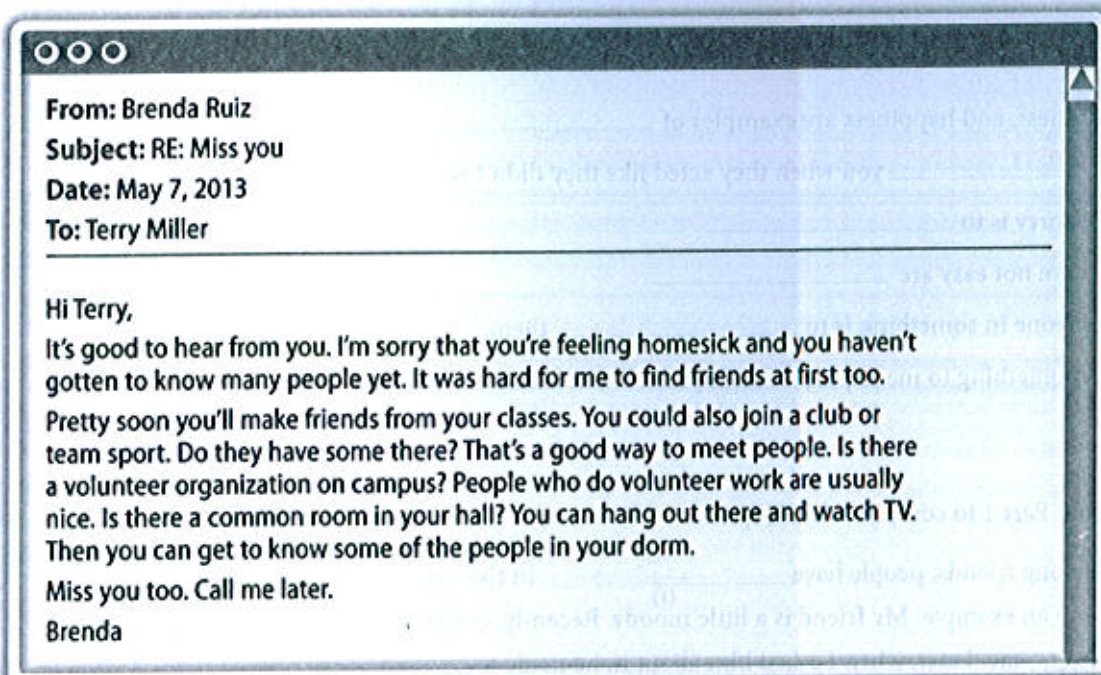 From: Brenda Ruiz
Subject: RE: Miss you
Date: May 7, 2013
To: Terry Miller
Hi Terry,
It's good to hear from you. I'm sorry that you're feeling homesick and you haven't
gotten to know many people yet. It was hard for me to find friends at first too.
Pretty soon you'll make friends from your classes. You could also join a club or
team sport. Do they have some there? That's a good way to meet people. Is there
a volunteer organization on campus? People who do volunteer work are usually
nice. Is there a common room in your hall? You can hang out there and watch TV.
Then you can get to know some of the people in your dorm.
Miss you too. Call me later.
Brenda